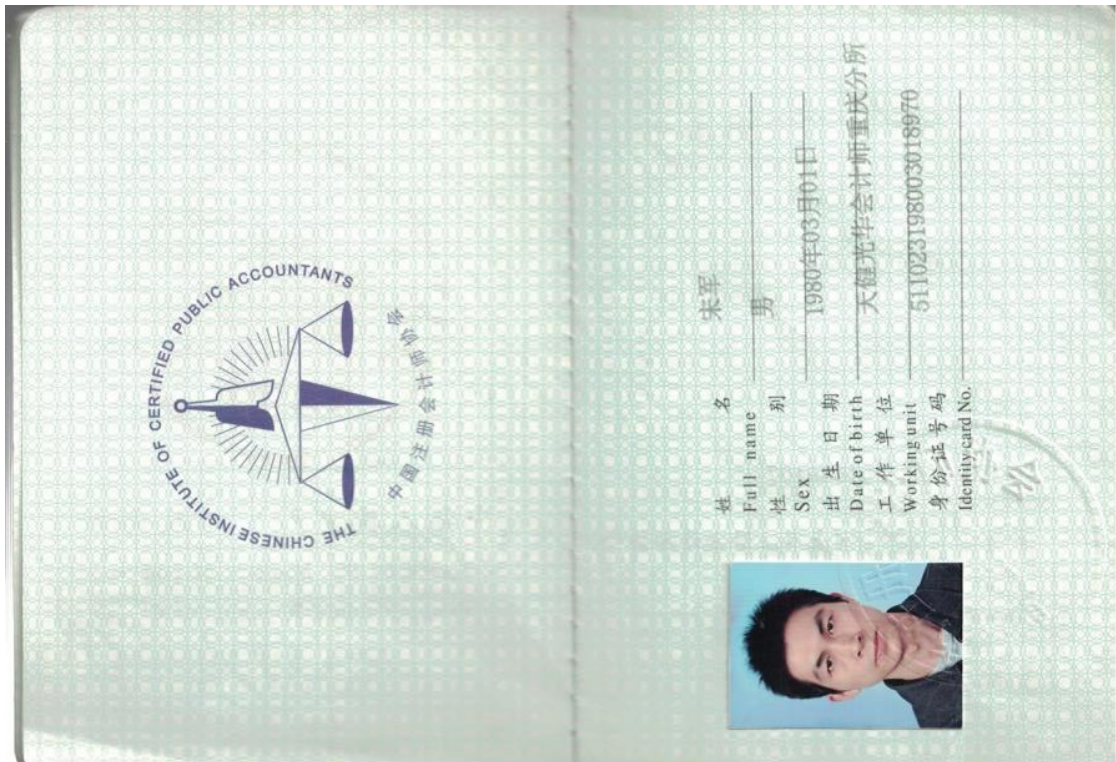 THE CHINESE INSTITUTE OF CERTIFIED PUBLIC ACCOUNTANTS
中国注册会计师协会
姓 名 宋军
Full name
性 别 男
Sex
出 生 日 期 1980年03月01日
Date of birth
工 作 单 位 天健光华会计师重庆分所
Working unit
身 份 证 号 码 511023198003018970
Identity card No.